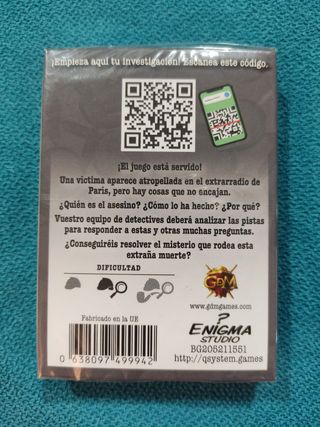 ¡Empieza aquí tu investigación! Escanea este código.
¡El juego está servido!
Una víctima aparece atropellada en el extrarradio de
París, pero hay cosas que no encajan.
¿Quién es el asesino? ¿Cómo lo ha hecho? ¿Por qué?
Vuestro equipo de detectives deberá analizar las pistas
para responder a estas y otras muchas preguntas.
¿Conseguiréis resolver el misterio que rodea esta
extraña muerte?
DIFICULTAD
GDM
www.gdmgames.com
Fabricado en la UE
ENIGMA
STUDIO
BG205211551
http://qsystem.games
0 638097 499942